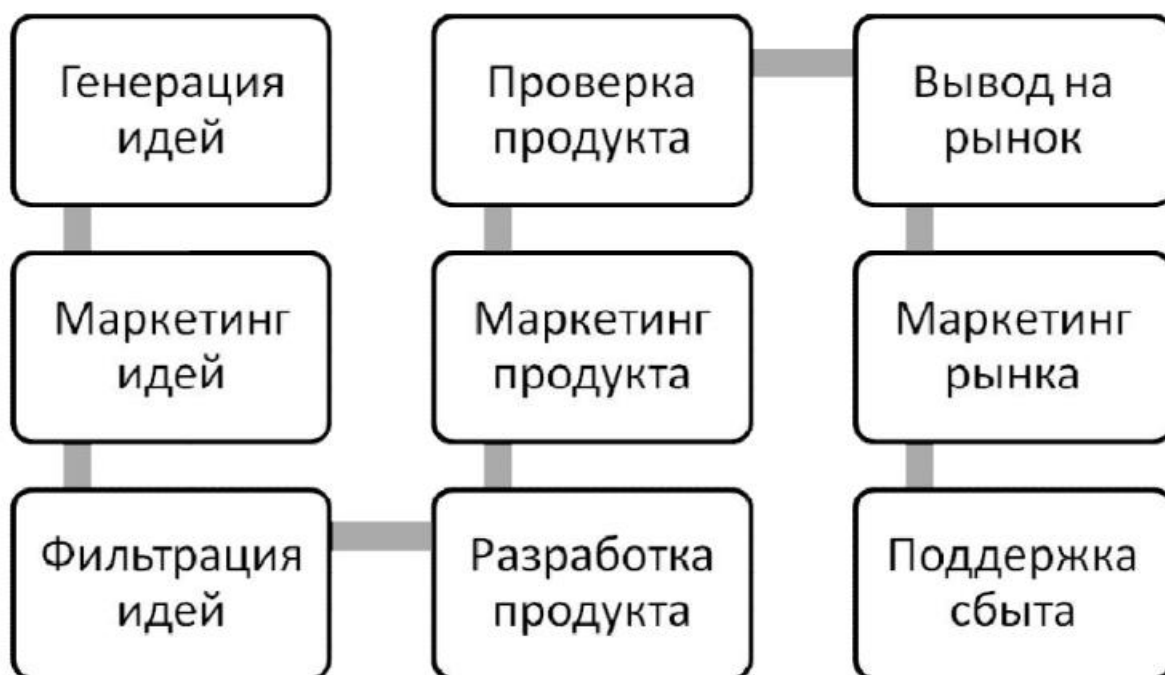 Генерация
идей
Маркетинг
идей
Фильтрация
идей
Разработка
продукта
Маркетинг
продукта
Проверка
продукта
Вывод на
рынок
Маркетинг
рынка
Поддержка
сбыта